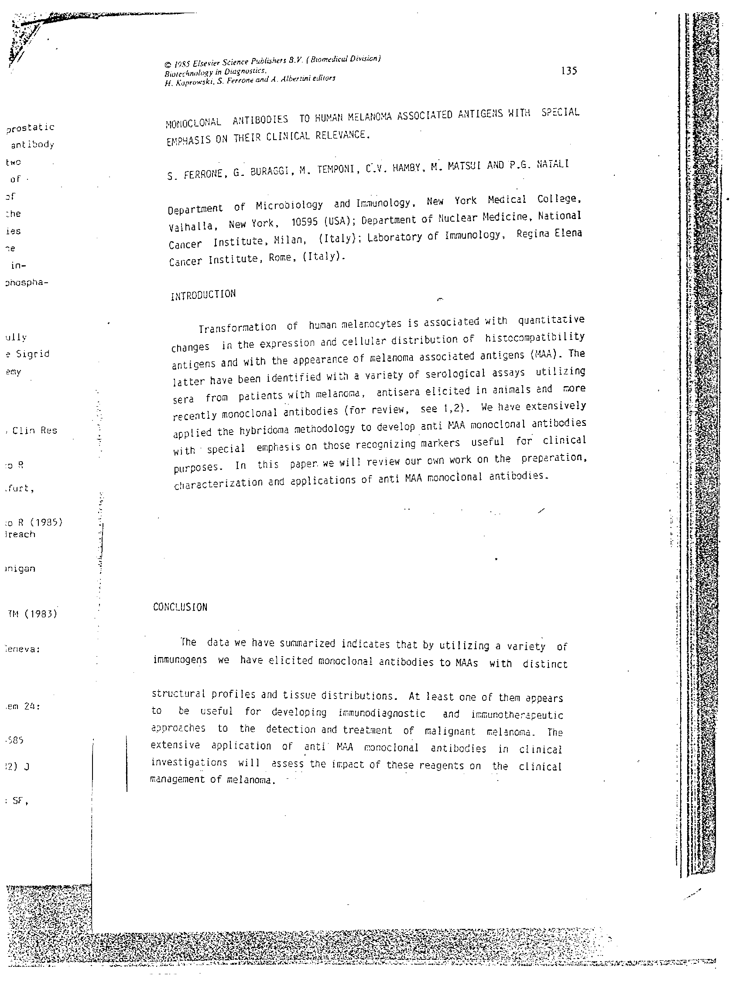 © 1985 Elsevier Science Publishers B.V. (Biomedical Division)
Biotechnology in Diagnostics,
H. Koprowski, S. Ferrone and A. Albertini editors
135
MONOCLONAL ANTIBODIES TO HUMAN MELANOMA ASSOCIATED ANTIGENS WITH SPECIAL
EMPHASIS ON THEIR CLINICAL RELEVANCE.
S. FERRONE, G. BURAGGI, M. TEMPONI, C.V. HAMBY, M. MATSUI AND P.G. NATALI
Department of Microbiology and Immunology, New York Medical College,
Valhalla, New York, 10595 (USA); Department of Nuclear Medicine, National
Cancer Institute, Milan, (Italy); Laboratory of Immunology, Regina Elena
Cancer Institute, Rome, (Italy).
INTRODUCTION
Transformation of human melanocytes is associated with quantitative
changes in the expression and cellular distribution of histocompatibility
antigens and with the appearance of melanoma associated antigens (MAA). The
latter have been identified with a variety of serological assays utilizing
sera from patients with melanoma, antisera elicited in animals and more
recently monoclonal antibodies (for review, see 1,2). We have extensively
applied the hybridoma methodology to develop anti MAA monoclonal antibodies
with special emphasis on those recognizing markers useful for clinical
purposes. In this paper we will review our own work on the preparation,
characterization and applications of anti MAA monoclonal antibodies.
CONCLUSION
The data we have summarized indicates that by utilizing a variety of
immunogens we have elicited monoclonal antibodies to MAAs with distinct
structural profiles and tissue distributions. At least one of them appears
to be useful for developing immunodiagnostic and immunotherapeutic
approaches to the detection and treatment of malignant melanoma. The
extensive application of anti MAA monoclonal antibodies in clinical
investigations will assess the impact of these reagents on the clinical
management of melanoma.
prostatic
antibody
two
of
of
the
ies
in-
phospha-
ully
e Sigrid
emy
Clin Res
o R
furt,
o R (1985)
reach
nigan
TM (1983)
eneva:
em 24:
-585
2) J
: SF,